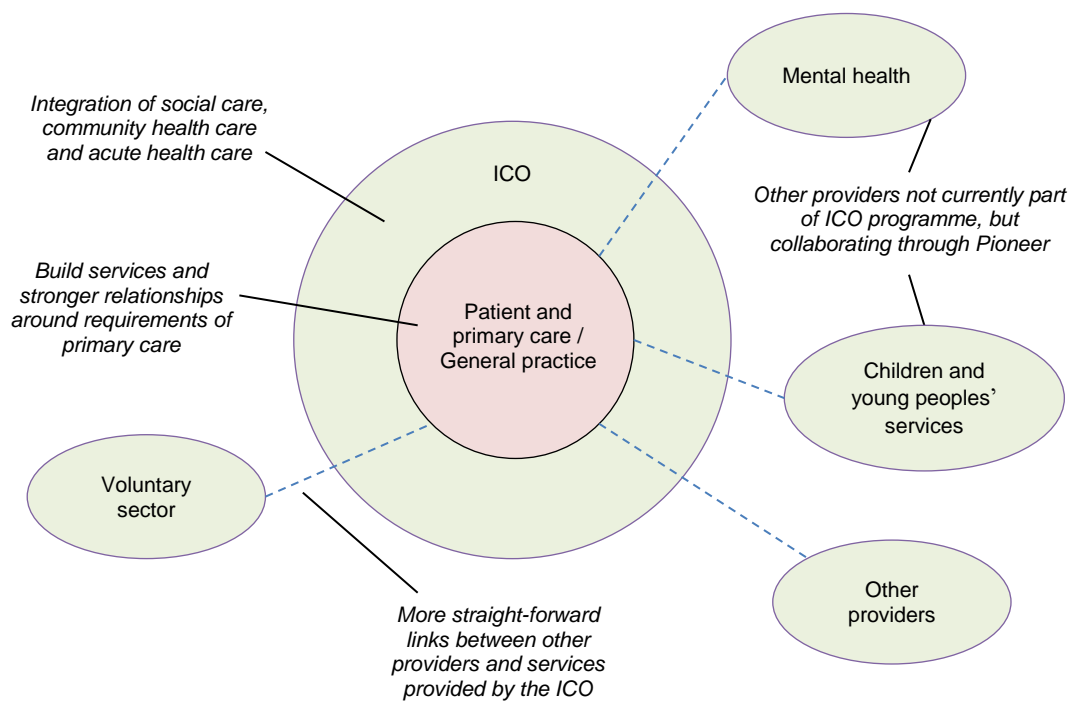 Mental health
Integration of social care,
community health care
and acute health care
ICO
Other providers not currently part
of ICO programme, but
collaborating through Pioneer
Build services and
stronger relationships
around requirements of
primary care
Patient and
primary care /
General practice
Children and
young peoples’
services
Voluntary
sector
Other
providers
More straight-forward
links between other
providers and services
provided by the ICO